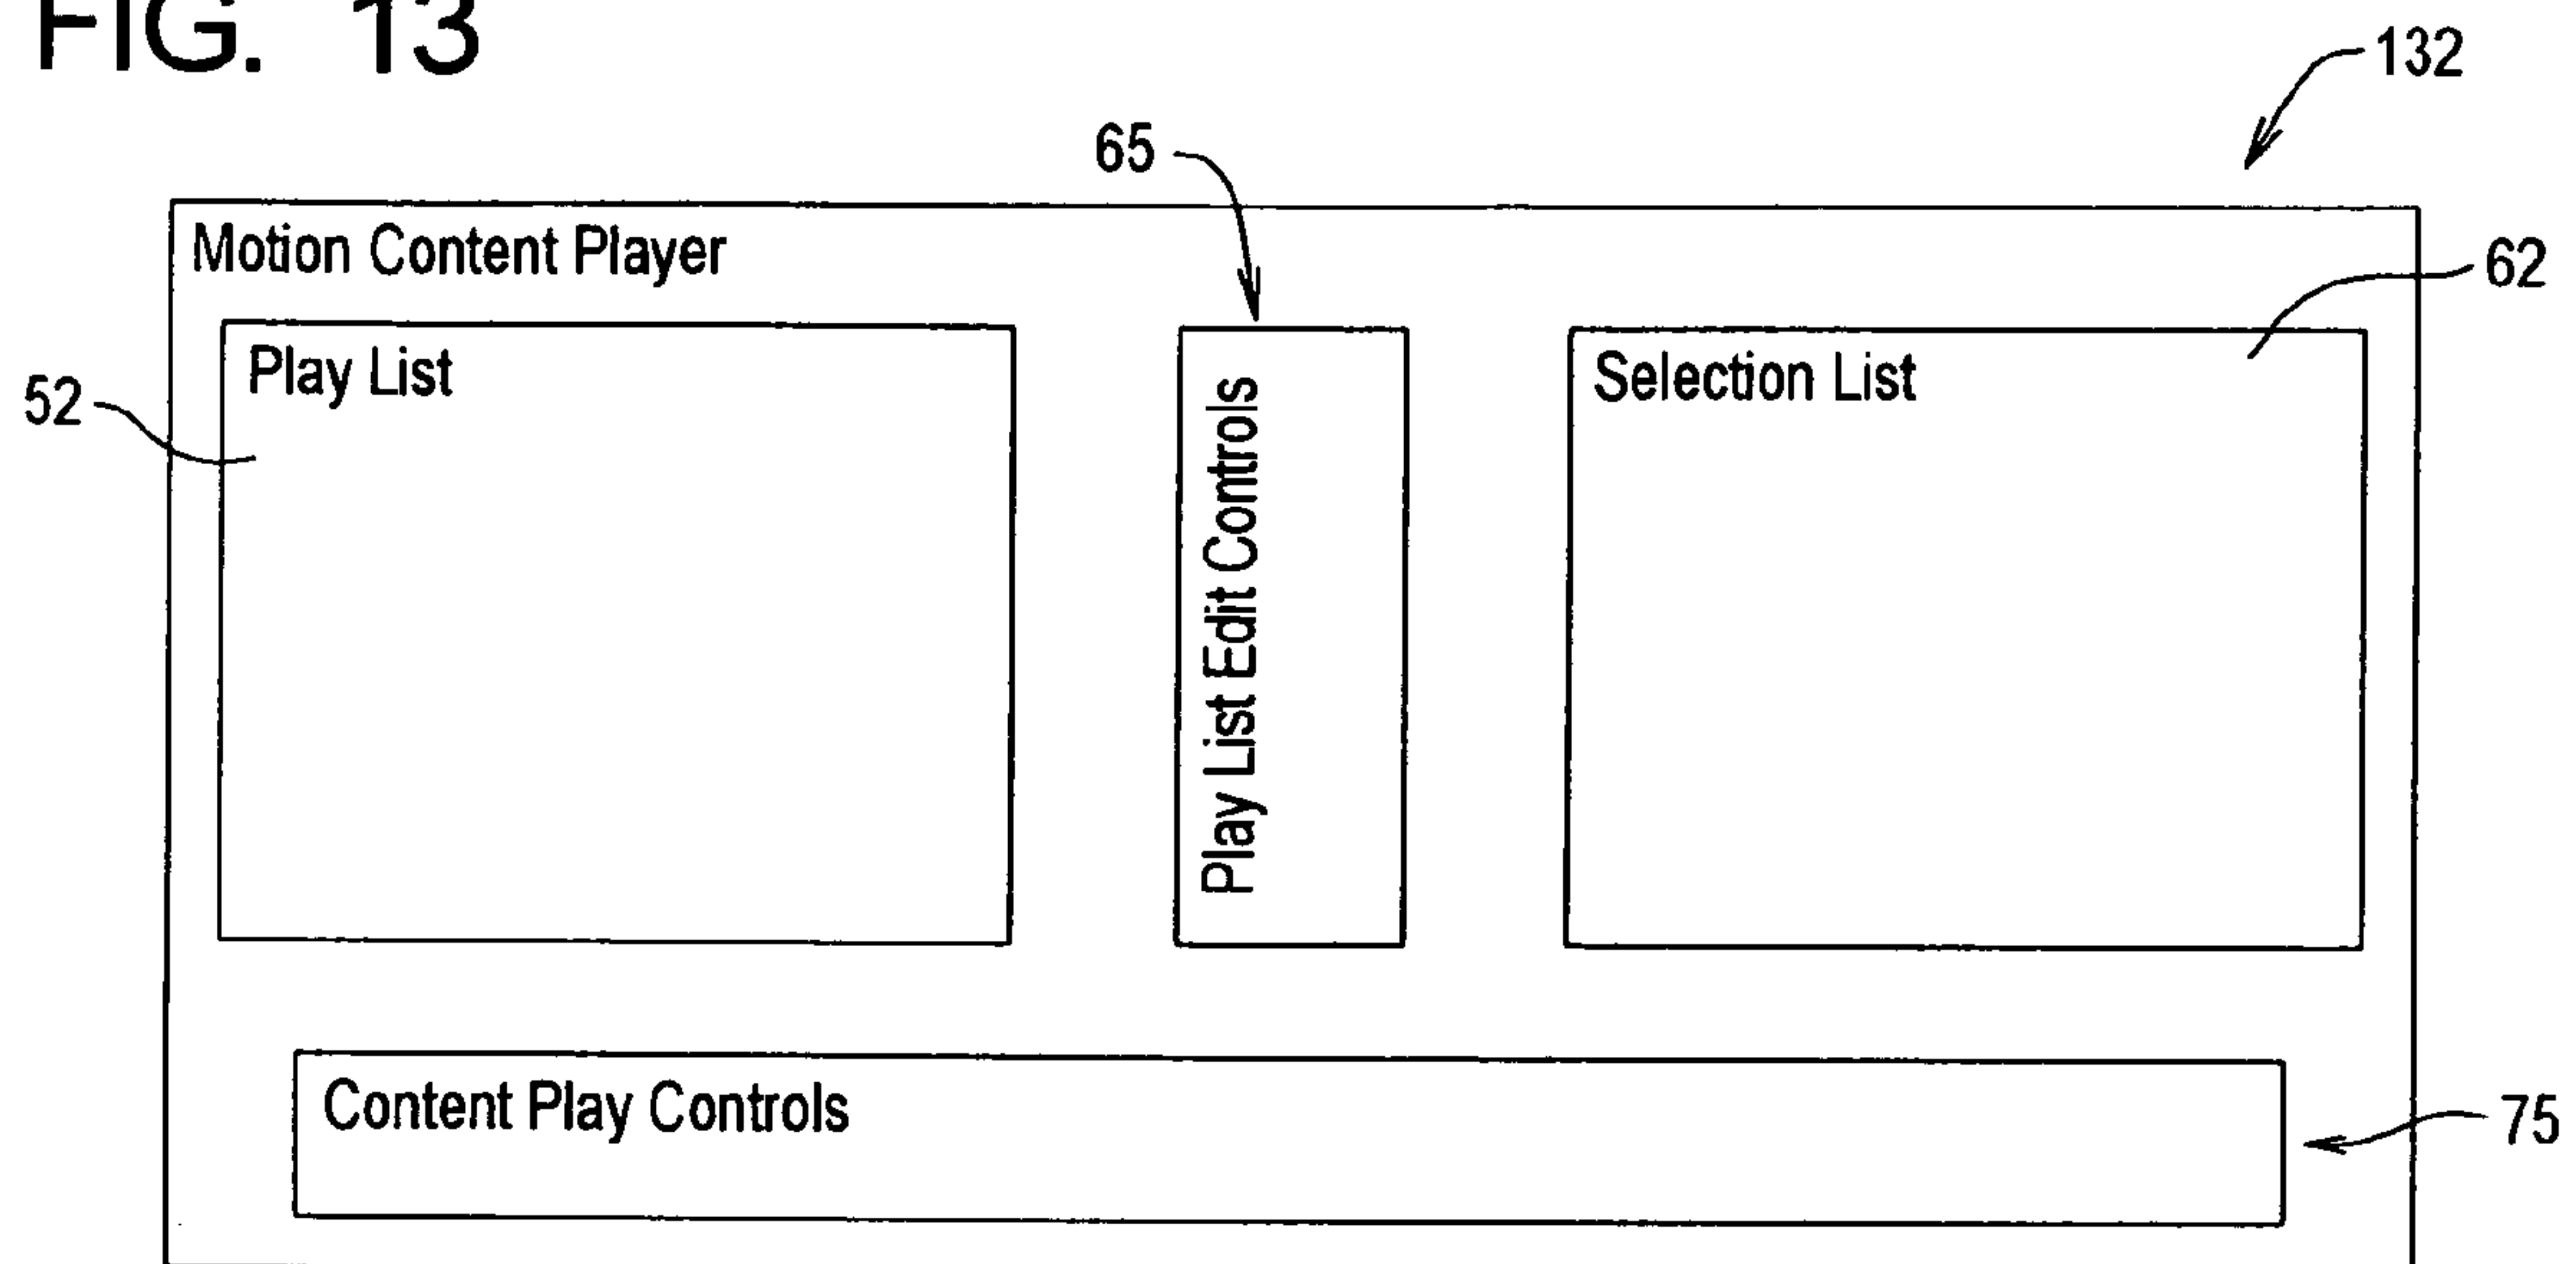 FIG. 13
132
65
Motion Content Player
62
Play List
Selection List
52
Play List Edit Controls
Content Play Controls
75